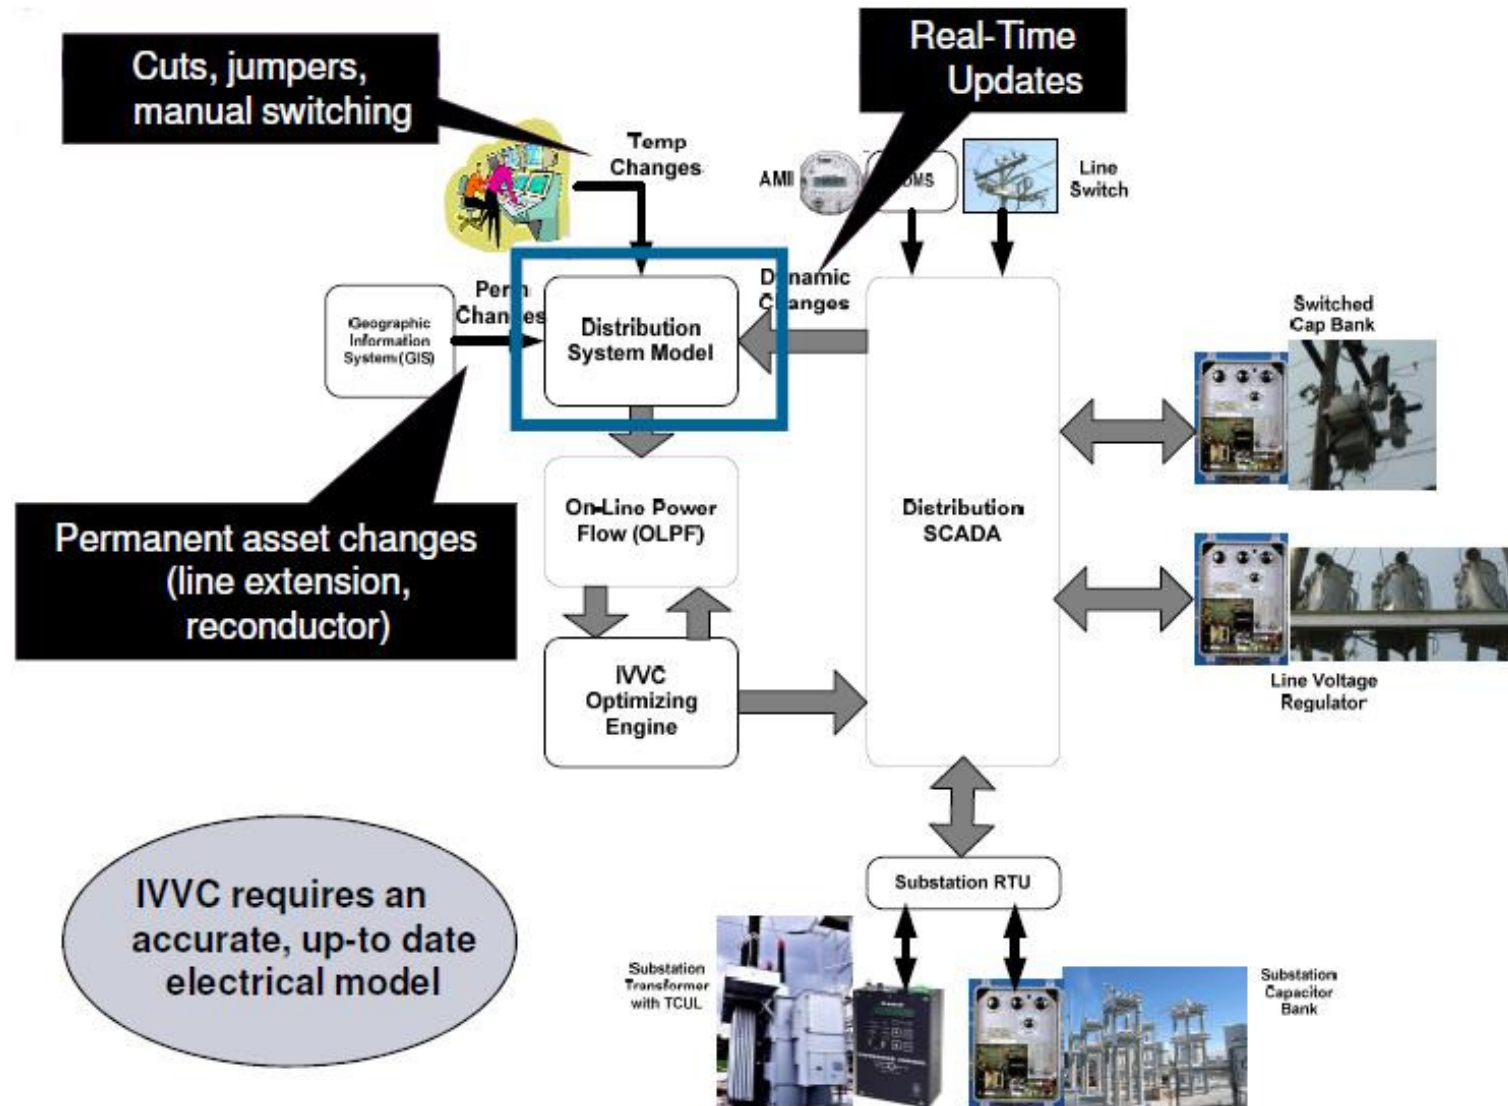 Cuts, jumpers,
manual switching
Real-Time
Updates
Temp
Changes
AMI
Line
Switch
Perm
Changes
Dynamic
Changes
Geographic
Information
System (GIS)
Distribution
System Model
Switched
Cap Bank
Permanent asset changes
(line extension,
reconductor)
On-Line Power
Flow (OLPF)
Distribution
SCADA
IVVC
Optimizing
Engine
Line Voltage
Regulator
IVVC requires an
accurate, up-to date
electrical model
Substation RTU
Substation
Transformer
with TCUL
Substation
Capacitor
Bank